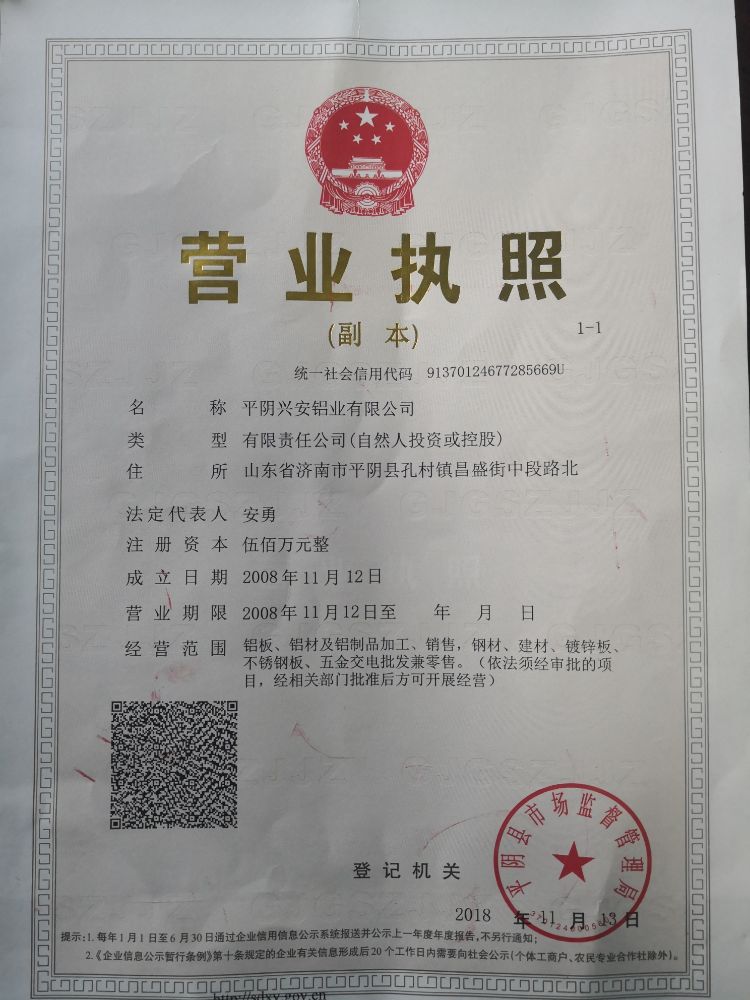 营业执照
(副 本)
1-1
统一社会信用代码 91370124677285669U
名 称 平阴兴安铝业有限公司
类 型 有限责任公司(自然人投资或控股)
住 所 山东省济南市平阴县孔村镇昌盛街中段路北
法定代表人 安勇
注册资本 伍佰万元整
成立日期 2008年11月12日
营业期限 2008年11月12日至 年 月 日
经营范围 铝板、铝材及铝制品加工、销售，钢材、建材、镀锌板、
不锈钢板、五金交电批发兼零售。（依法须经审批的项
目，经相关部门批准后方可开展经营）
平阴县市场监督管理局
登记机关
2018 年 11 月 13 日
提示:1.每年1月1日至6月30日通过企业信用信息公示系统报送并公示上一年度年度报告,不另行通知;
2.《企业信息公示暂行条例》第十条规定的企业有关信息形成后20个工作日内需要向社会公示(个体工商户、农民专业合作社除外)。
http://sdxy.gov.cn